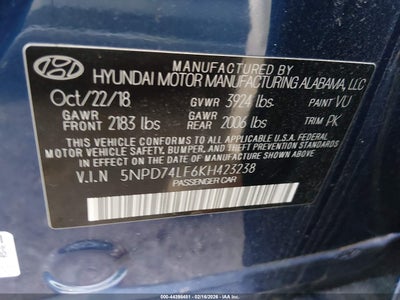 MANUFACTURED BY
HYUNDAI MOTOR MANUFACTURING ALABAMA, LLC
Oct/22/18 GVWR 3924 lbs. PAINT VU
GAWR FRONT 2183 lbs GAWR REAR 2006 lbs TRIM PK
THIS VEHICLE CONFORMS TO ALL APPLICABLE U.S.A. FEDERAL
MOTOR VEHICLE SAFETY, BUMPER, AND THEFT PREVENTION STANDARDS
IN EFFECT ON THE DATE OF MANUFACTURE SHOWN ABOVE.
V.I.N 5NPD74LF6KH423238
PASSENGER CAR
000-44398481 - 02/16/2026 - IAA, Inc.